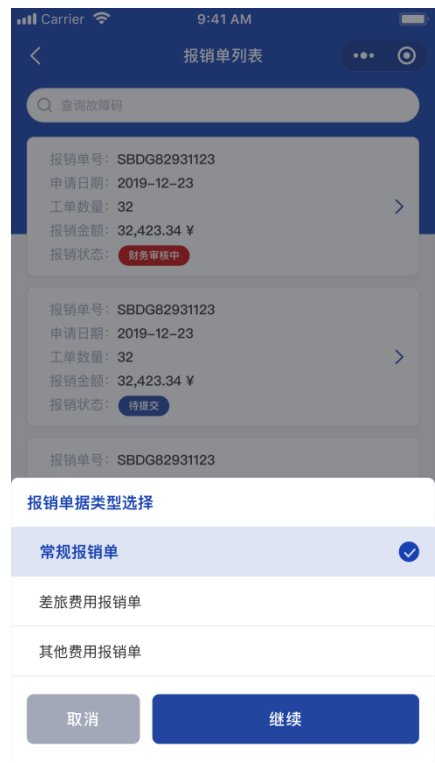 Carrier 9:41 AM
报销单列表
查询故障码
报销单号: SBDG82931123
申请日期: 2019-12-23
工单数量: 32
报销金额: 32,423.34 ¥
报销状态: 财务审核中
报销单号: SBDG82931123
申请日期: 2019-12-23
工单数量: 32
报销金额: 32,423.34 ¥
报销状态: 待提交
报销单号: SBDG82931123
报销单据类型选择
常规报销单
差旅费用报销单
其他费用报销单
取消 继续